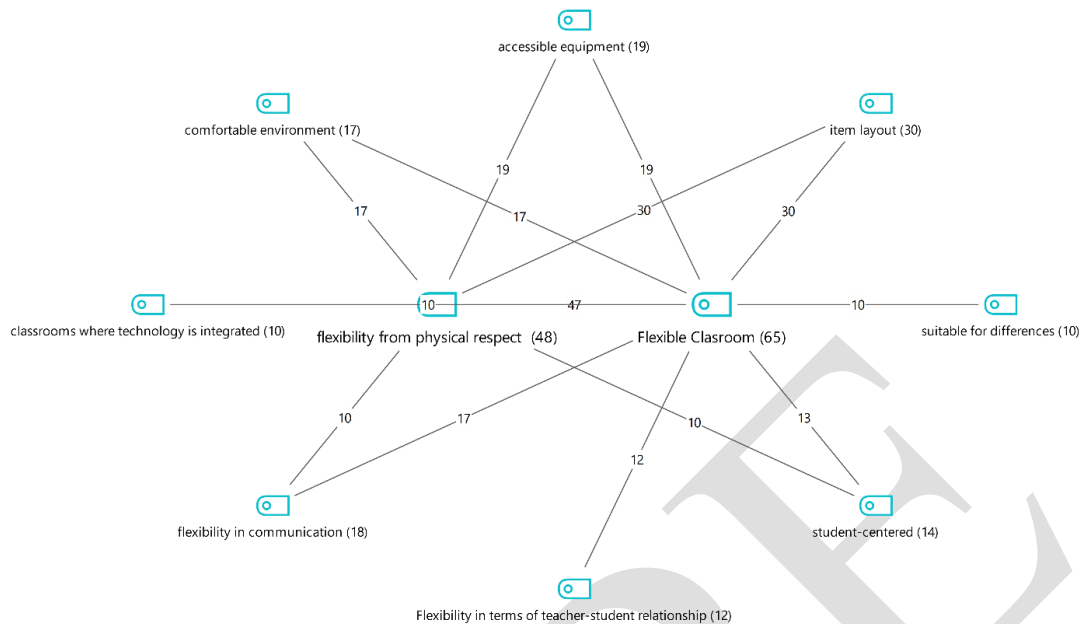 accessible equipment (19)
comfortable environment (17)
item layout (30)
19
19
17
17
30
30
10
47
10
classrooms where technology is integrated (10)
flexibility from physical respect (48)
Flexible Clasroom (65)
suitable for differences (10)
10
17
10
13
12
flexibility in communication (18)
student-centered (14)
Flexibility in terms of teacher-student relationship (12)